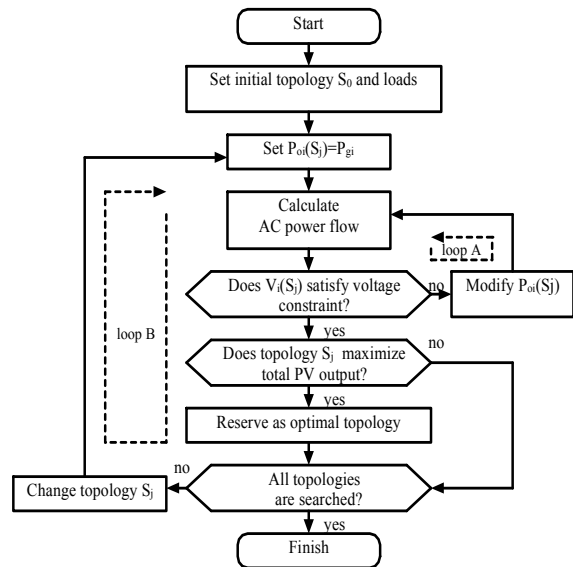 Start
Set initial topology S₀ and loads
Set Pₒᵢ(Sⱼ)=P_gi
Calculate
AC power flow
loop A
Does Vᵢ(Sⱼ) satisfy voltage
constraint?
no
Modify Pₒᵢ(Sj)
yes
loop B
Does topology Sⱼ maximize
total PV output?
no
yes
Reserve as optimal topology
All topologies
are searched?
no
Change topology Sⱼ
yes
Finish